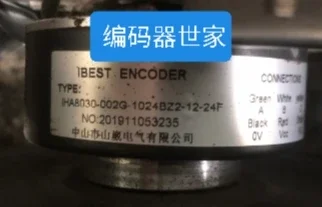 编码器世家
IBEST ENCODER
TYPE:
IHA8030-002G-1024BZ2-12-24F
NO:201911053235
中山市山崴电气有限公司
CONNECTIONS
Green White yellow
A B
Black Red
0V Vcc